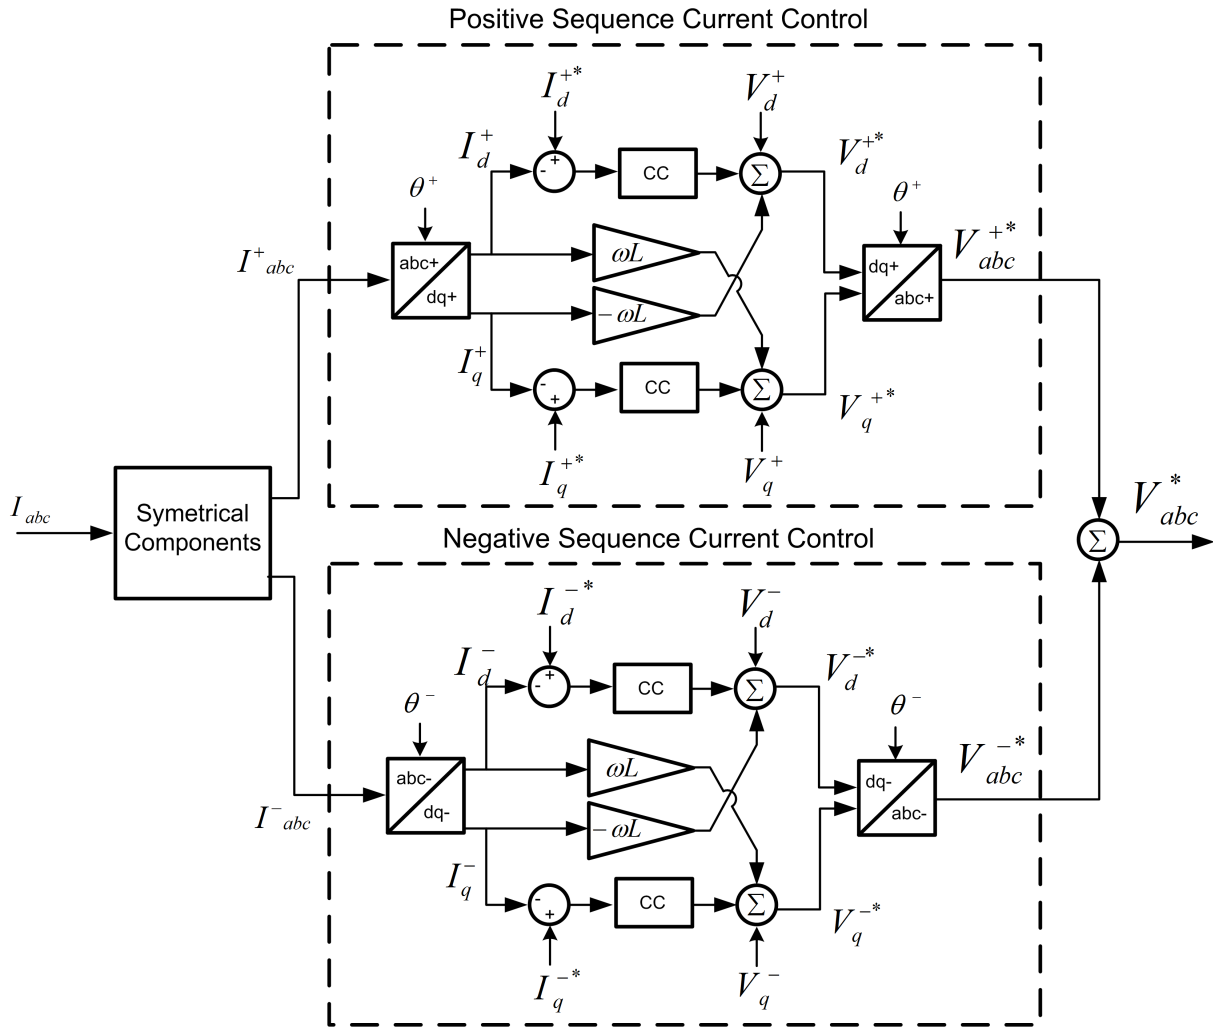 Positive Sequence Current Control
I_d^{+*}
V_d^+
I_d^+
V_d^{+*}
θ^+
+
-
CC
Σ
θ^+
I^+_{abc}
abc+
dq+
ωL
dq+
abc+
V_{abc}^{+*}
-ωL
I_q^+
-
+
CC
Σ
V_q^{+*}
I_q^{+*}
V_q^+
I_{abc}
Symetrical
Components
V_{abc}^*
Σ
Negative Sequence Current Control
I_d^{-*}
V_d^-
I_d^-
V_d^{-*}
θ^-
+
-
CC
Σ
θ^-
abc-
dq-
ωL
dq-
abc-
V_{abc}^{-*}
I^-_{abc}
-ωL
I_q^-
-
+
CC
Σ
V_q^{-*}
I_q^{-*}
V_q^-